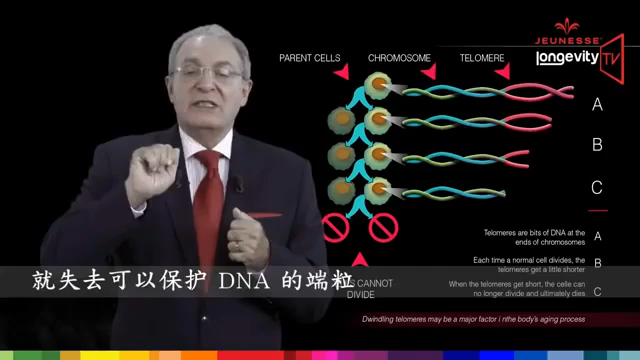 JEUNESSE
longevity TV
PARENT CELLS
CHROMOSOME
TELOMERE
A
B
C
Telomeres are bits of DNA at the
ends of chromosomes
A
Each time a normal cell divides, the
telomeres get a little shorter
B
When the telomeres get short, the celle can
no longer divide and ultimately dies
C
CANNOT
DIVIDE
就失去可以保护 DNA 的端粒
Dwindling telomeres may be a major factor i nthe body's aging process